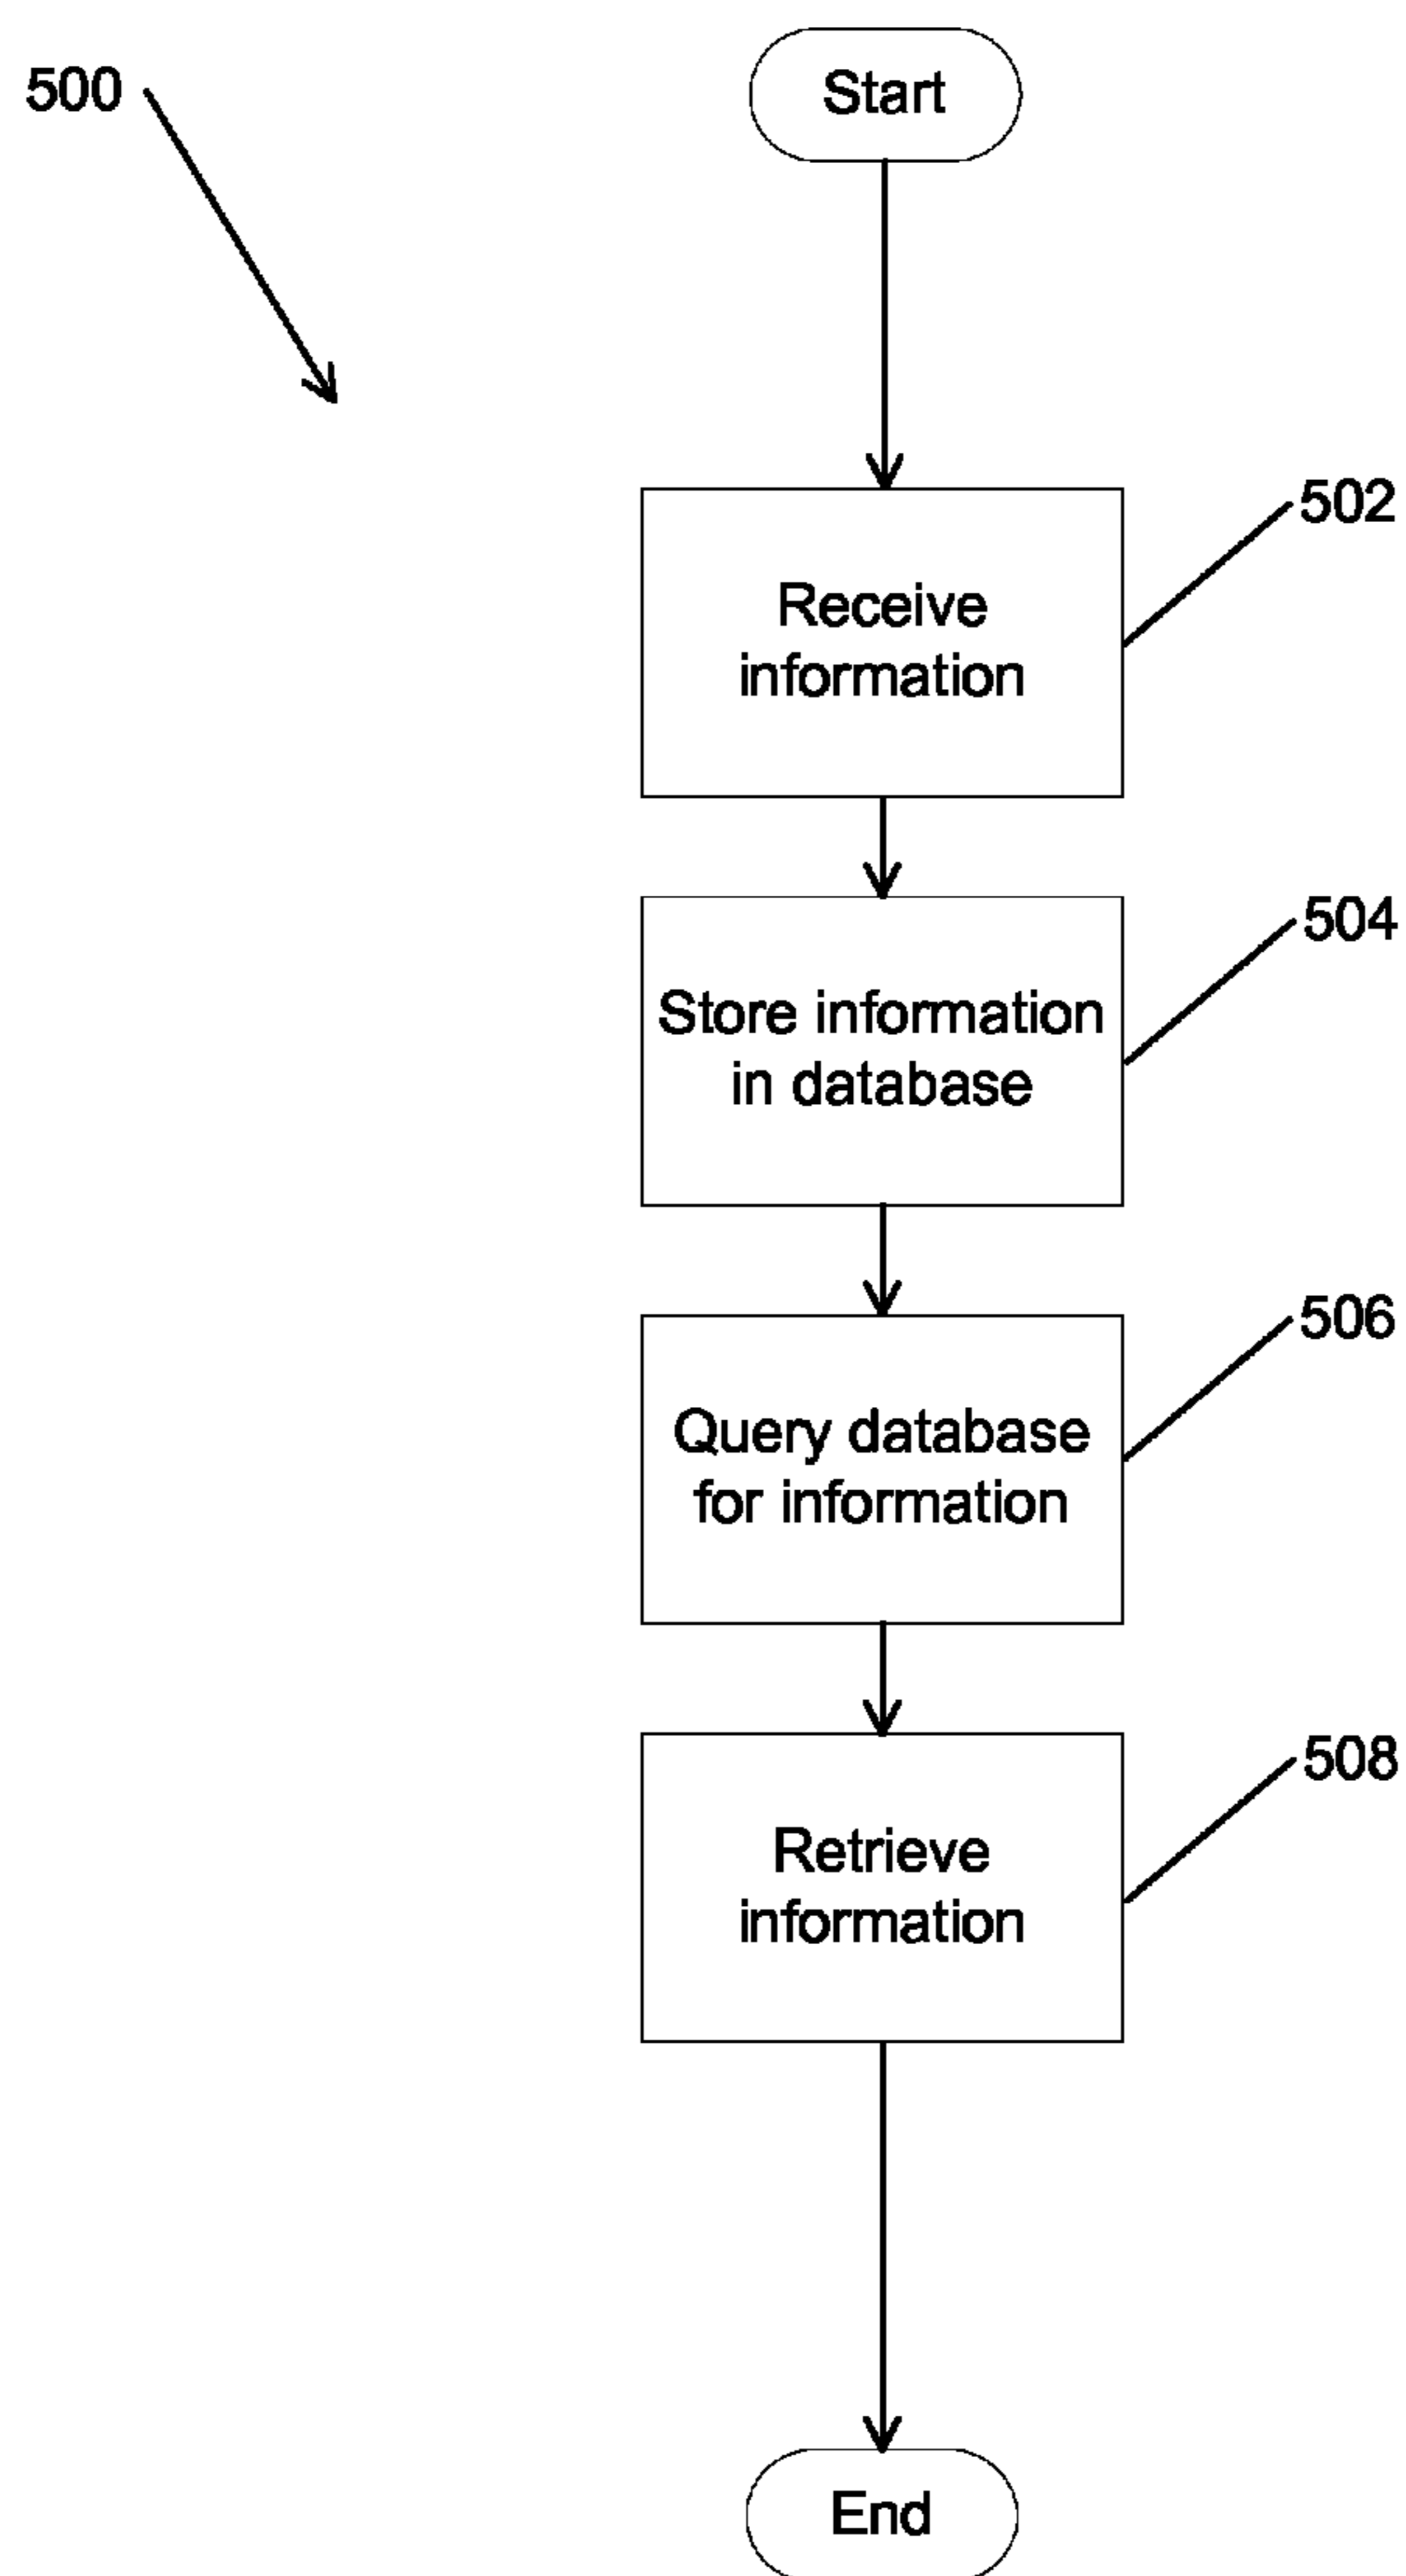 500
Start
502
Receive
information
504
Store information
in database
506
Query database
for information
508
Retrieve
information
End